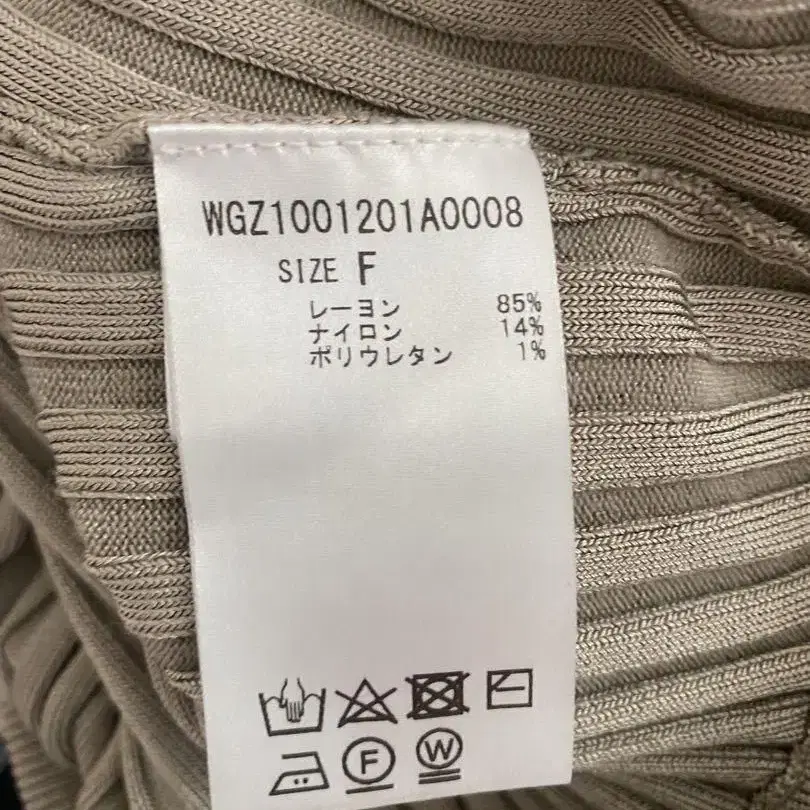 WGZ1001201A0008
SIZE F
レーヨン 85%
ナイロン 14%
ポリウレタン 1%
F W